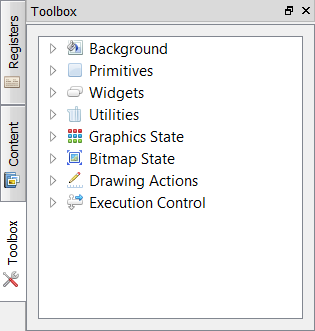 Toolbox
Registers
Content
Toolbox
Background
Primitives
Widgets
Utilities
Graphics State
Bitmap State
Drawing Actions
Execution Control